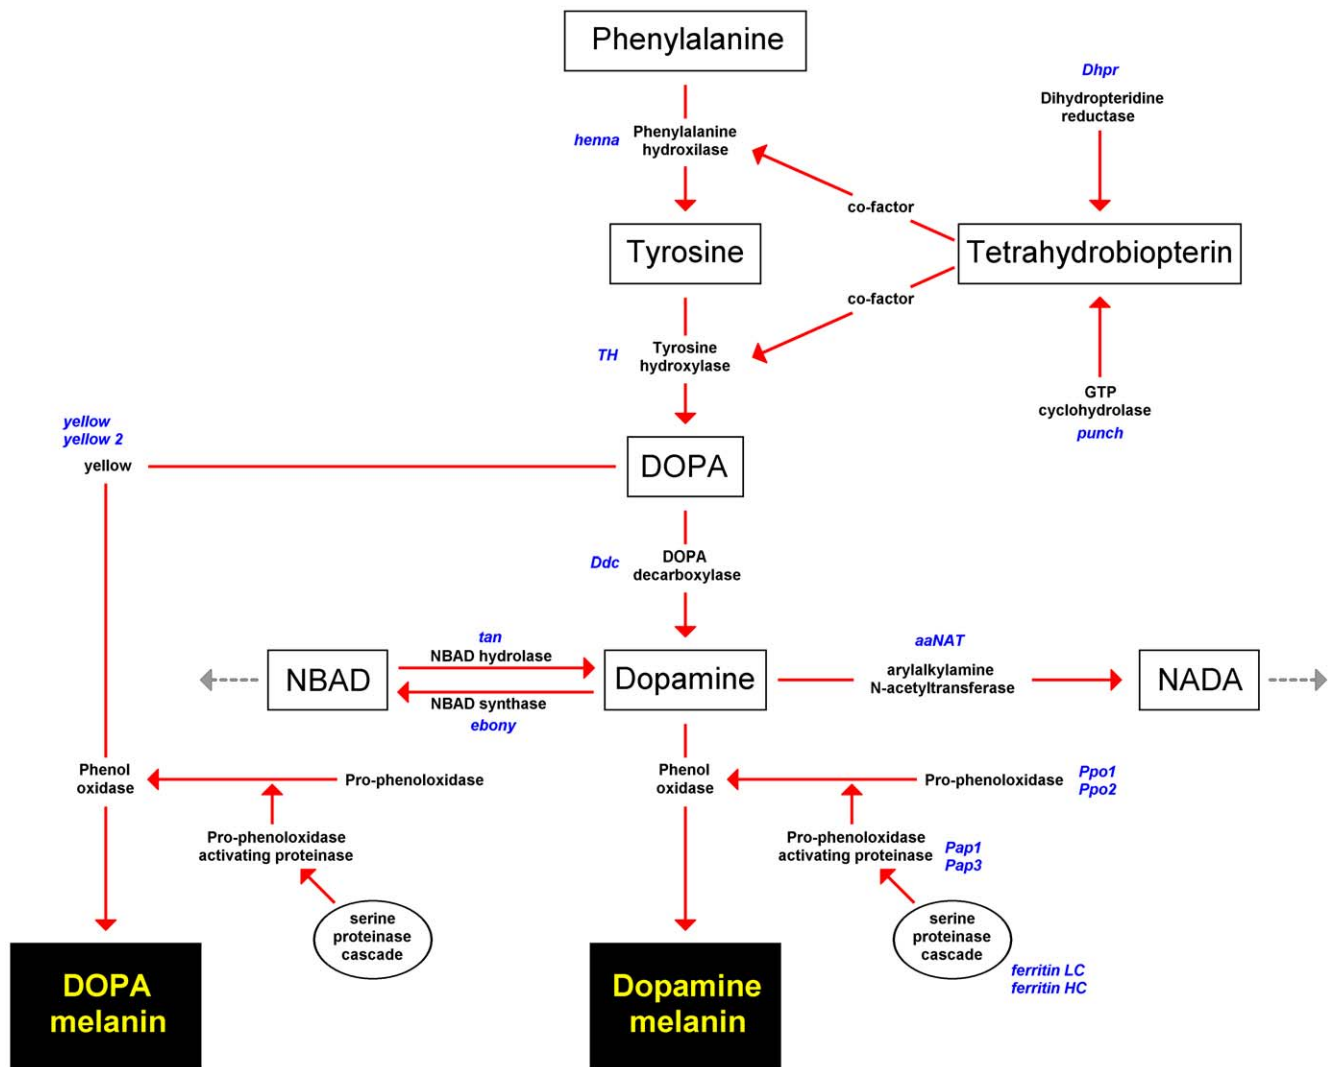 Phenylalanine
Dhpr
Dihydropteridine
reductase
henna
Phenylalanine
hydroxilase
co-factor
Tyrosine
Tetrahydrobiopterin
co-factor
TH
Tyrosine
hydroxylase
GTP
cyclohydrolase
punch
yellow
yellow 2
yellow
DOPA
Ddc
DOPA
decarboxylase
tan
NBAD hydrolase
aaNAT
arylalkylamine
N-acetyltransferase
NBAD
Dopamine
NADA
NBAD synthase
ebony
Phenol
oxidase
Pro-phenoloxidase
Phenol
oxidase
Pro-phenoloxidase
Ppo1
Ppo2
Pro-phenoloxidase
activating proteinase
Pro-phenoloxidase
activating proteinase
Pap1
Pap3
serine
proteinase
cascade
serine
proteinase
cascade
ferritin LC
ferritin HC
DOPA
melanin
Dopamine
melanin